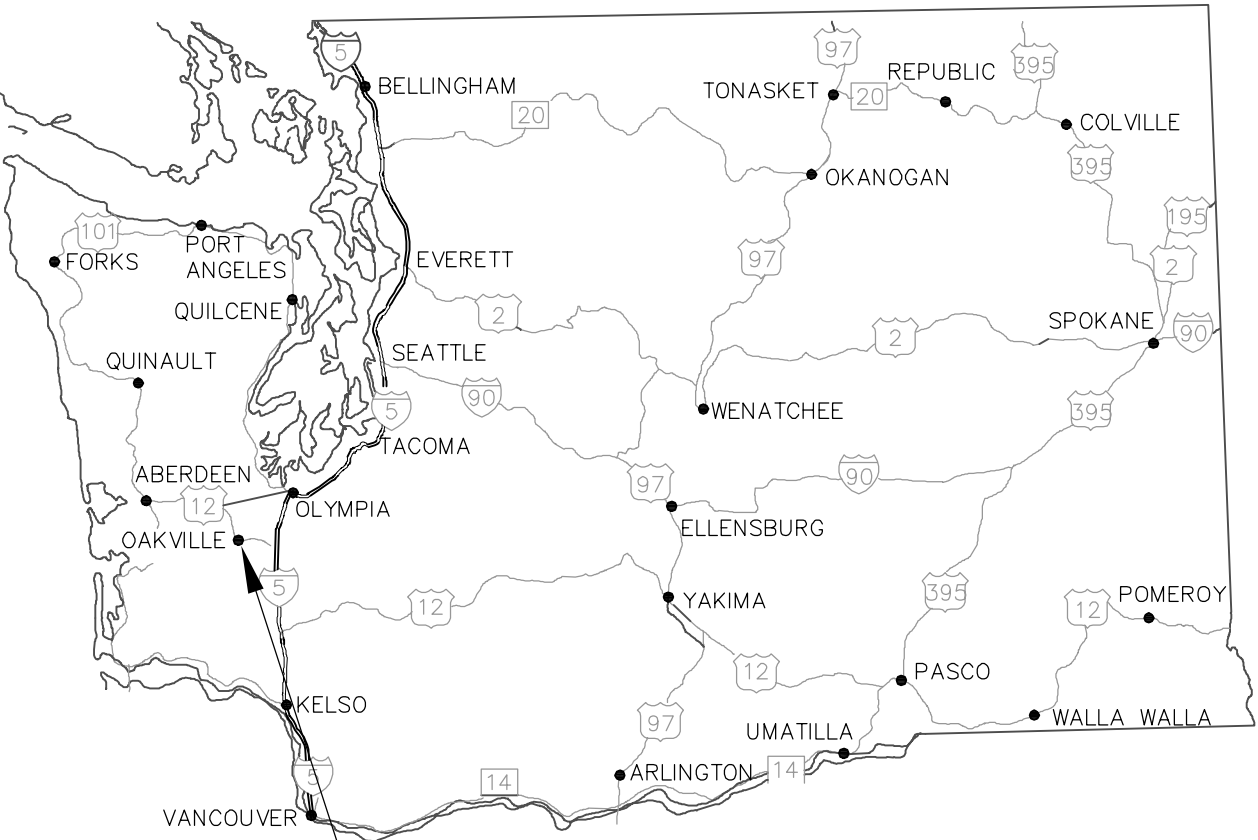 5
97
395
BELLINGHAM
TONASKET
20
REPUBLIC
20
COLVILLE
395
OKANOGAN
101
PORT
ANGELES
FORKS
195
EVERETT
97
2
QUILCENE
2
SPOKANE
90
2
QUINAULT
SEATTLE
90
5
WENATCHEE
395
TACOMA
ABERDEEN
12
97
90
OLYMPIA
ELLENSBURG
OAKVILLE
5
12
YAKIMA
395
12
POMEROY
12
PASCO
KELSO
97
UMATILLA
WALLA WALLA
5
14
ARLINGTON
14
VANCOUVER